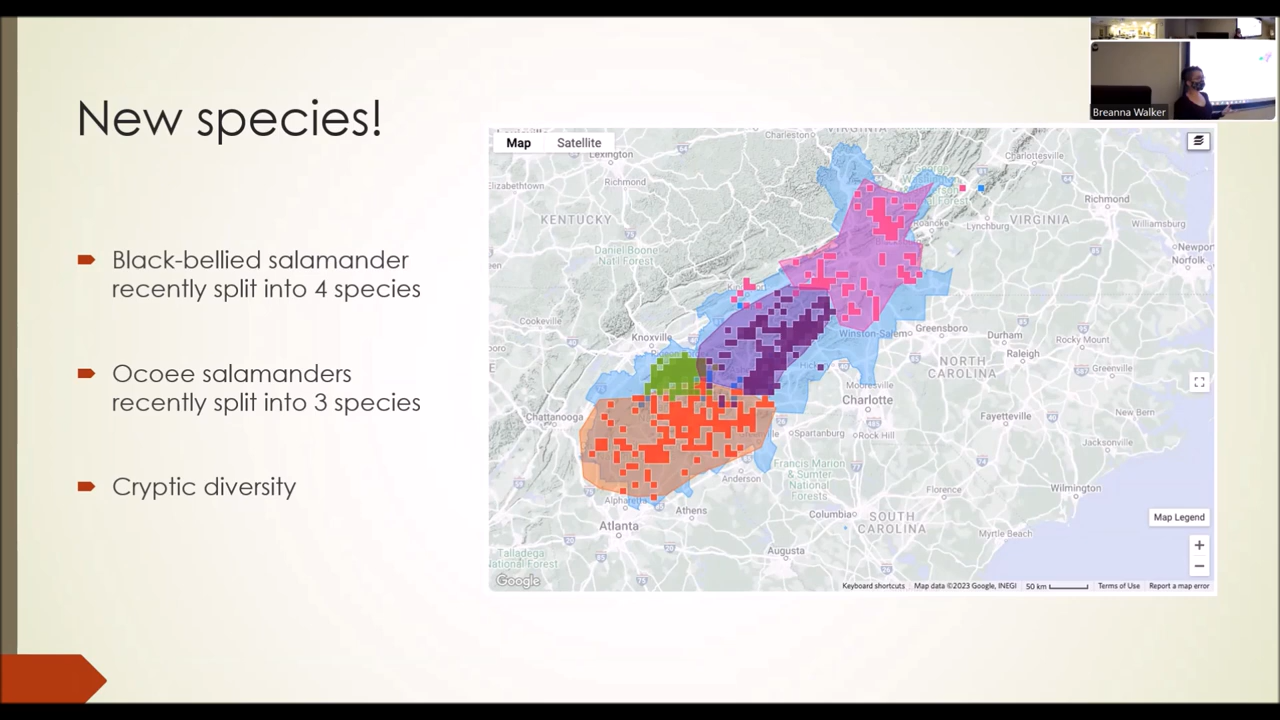 New species!
Black-bellied salamander
recently split into 4 species
Ocoee salamanders
recently split into 3 species
Cryptic diversity
Breanna Walker
Map
Satellite
Charleston
VIRGINIA
Lexington
Charlottesville
Elizabethtown
Richmond
Richmond
KENTUCKY
Roanoke
Lynchburg
VIRGINIA
Williamsburg
Daniel Boone
Nat'l Forest
Newport
Norfolk
Cookeville
Knoxville
Winston-Salem
Greensboro
Durham
Rocky Mount
Raleigh
Greenville
NORTH
CAROLINA
Mooresville
Charlotte
Chattanooga
Fayetteville
New Bern
Spartanburg
Rock Hill
Jacksonville
Anderson
Francis Marion
& Sumter
National
Forests
Florence
Wilmington
Alpharetta
Athens
Columbia
SOUTH
CAROLINA
Atlanta
Myrtle Beach
Augusta
Talladega
National Forest
Map Legend
+
−
Google
Keyboard shortcuts
Map data ©2023 Google, INEGI
50 km
Terms of Use
Report a map error